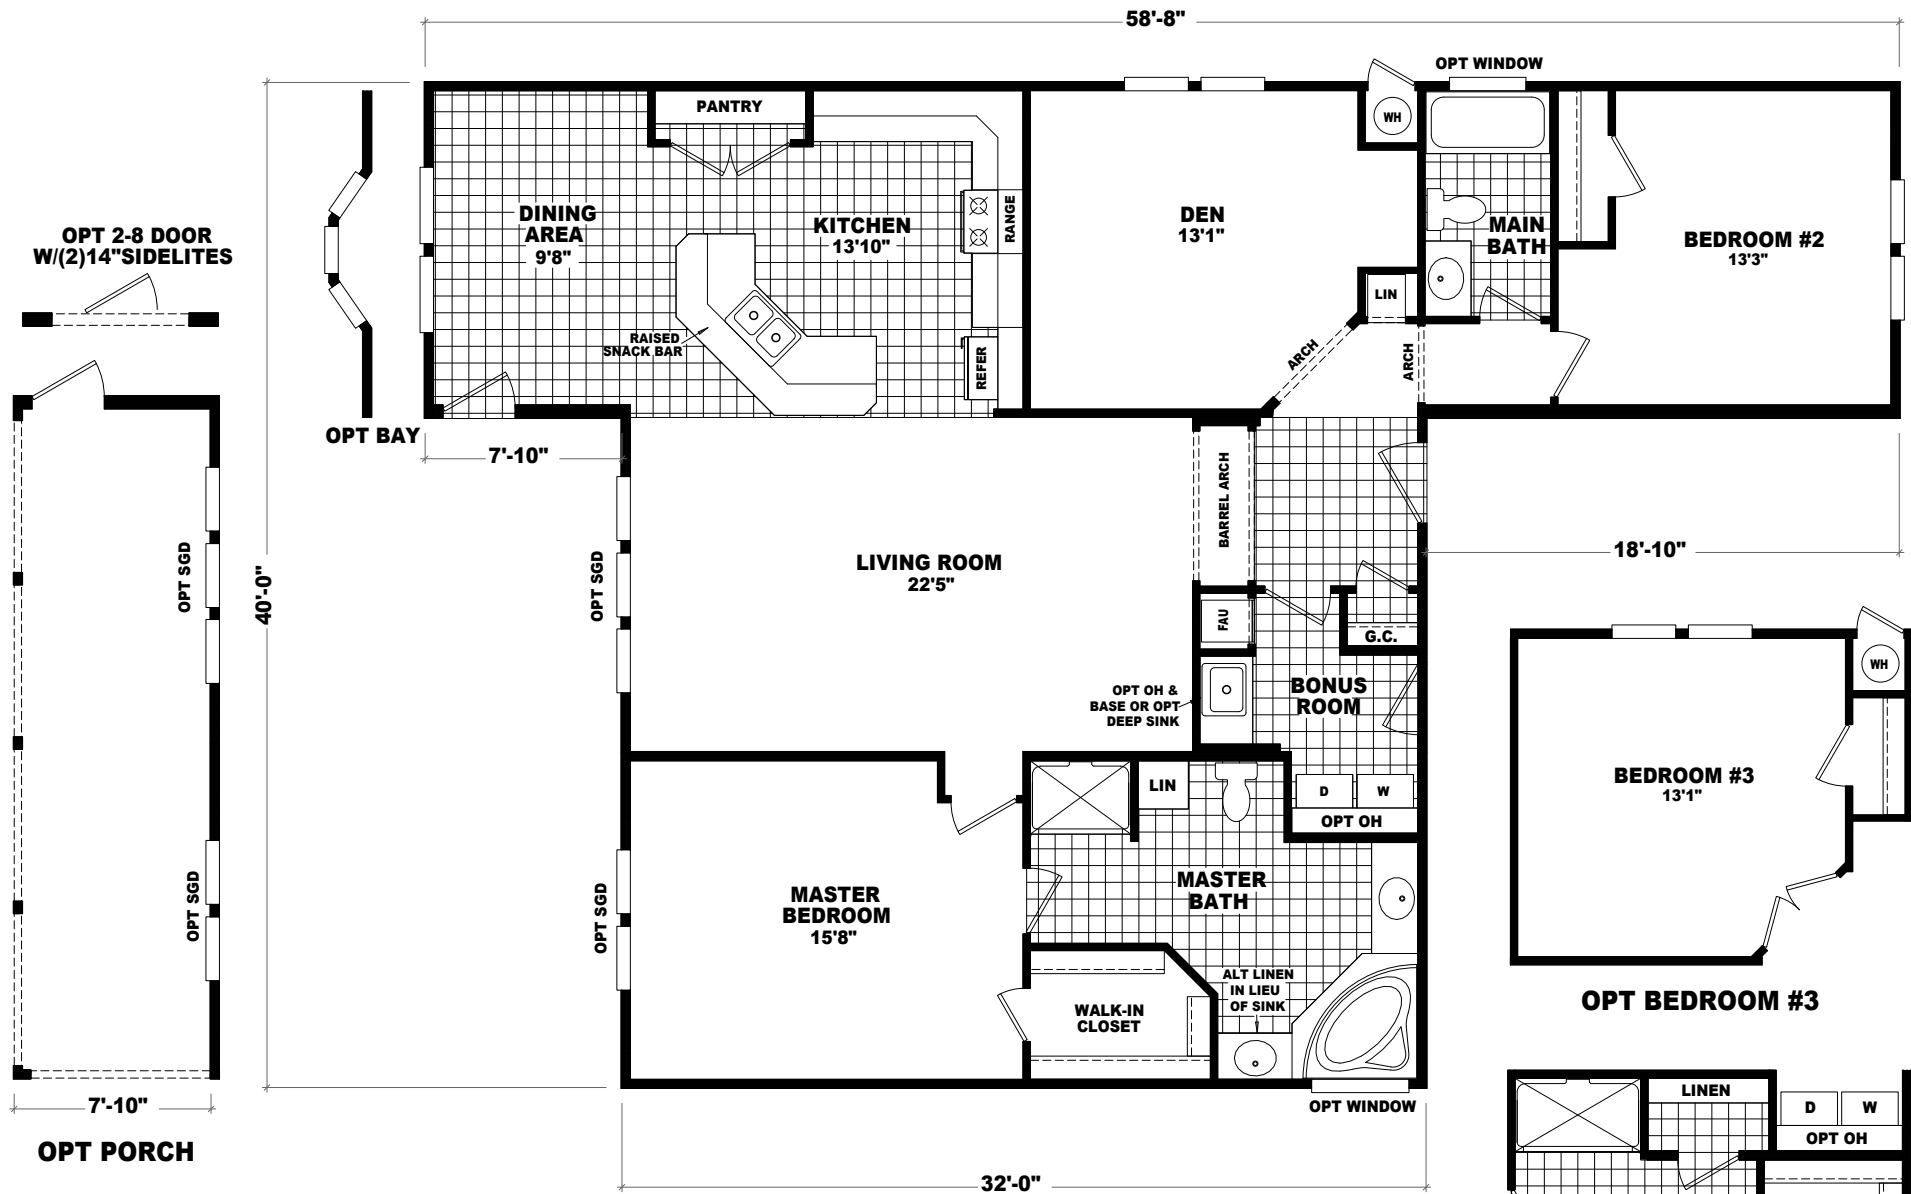 58'-8"
OPT WINDOW
PANTRY
WH
DINING
AREA
9'8"
KITCHEN
13'10"
RANGE
DEN
13'1"
MAIN
BATH
BEDROOM #2
13'3"
OPT 2-8 DOOR
W/(2)14"SIDELITES
LIN
RAISED
SNACK BAR
REFER
ARCH
ARCH
OPT BAY
7'-10"
BARREL ARCH
40'-0"
OPT SGD
OPT SGD
LIVING ROOM
22'5"
18'-10"
FAU
G.C.
WH
OPT OH &
BASE OR OPT
DEEP SINK
BONUS
ROOM
BEDROOM #3
13'1"
LIN
D
W
OPT OH
OPT SGD
OPT SGD
MASTER
BEDROOM
15'8"
MASTER
BATH
ALT LINEN
IN LIEU
OF SINK
WALK-IN
CLOSET
OPT BEDROOM #3
7'-10"
OPT PORCH
OPT WINDOW
LINEN
D
W
OPT OH
32'-0"